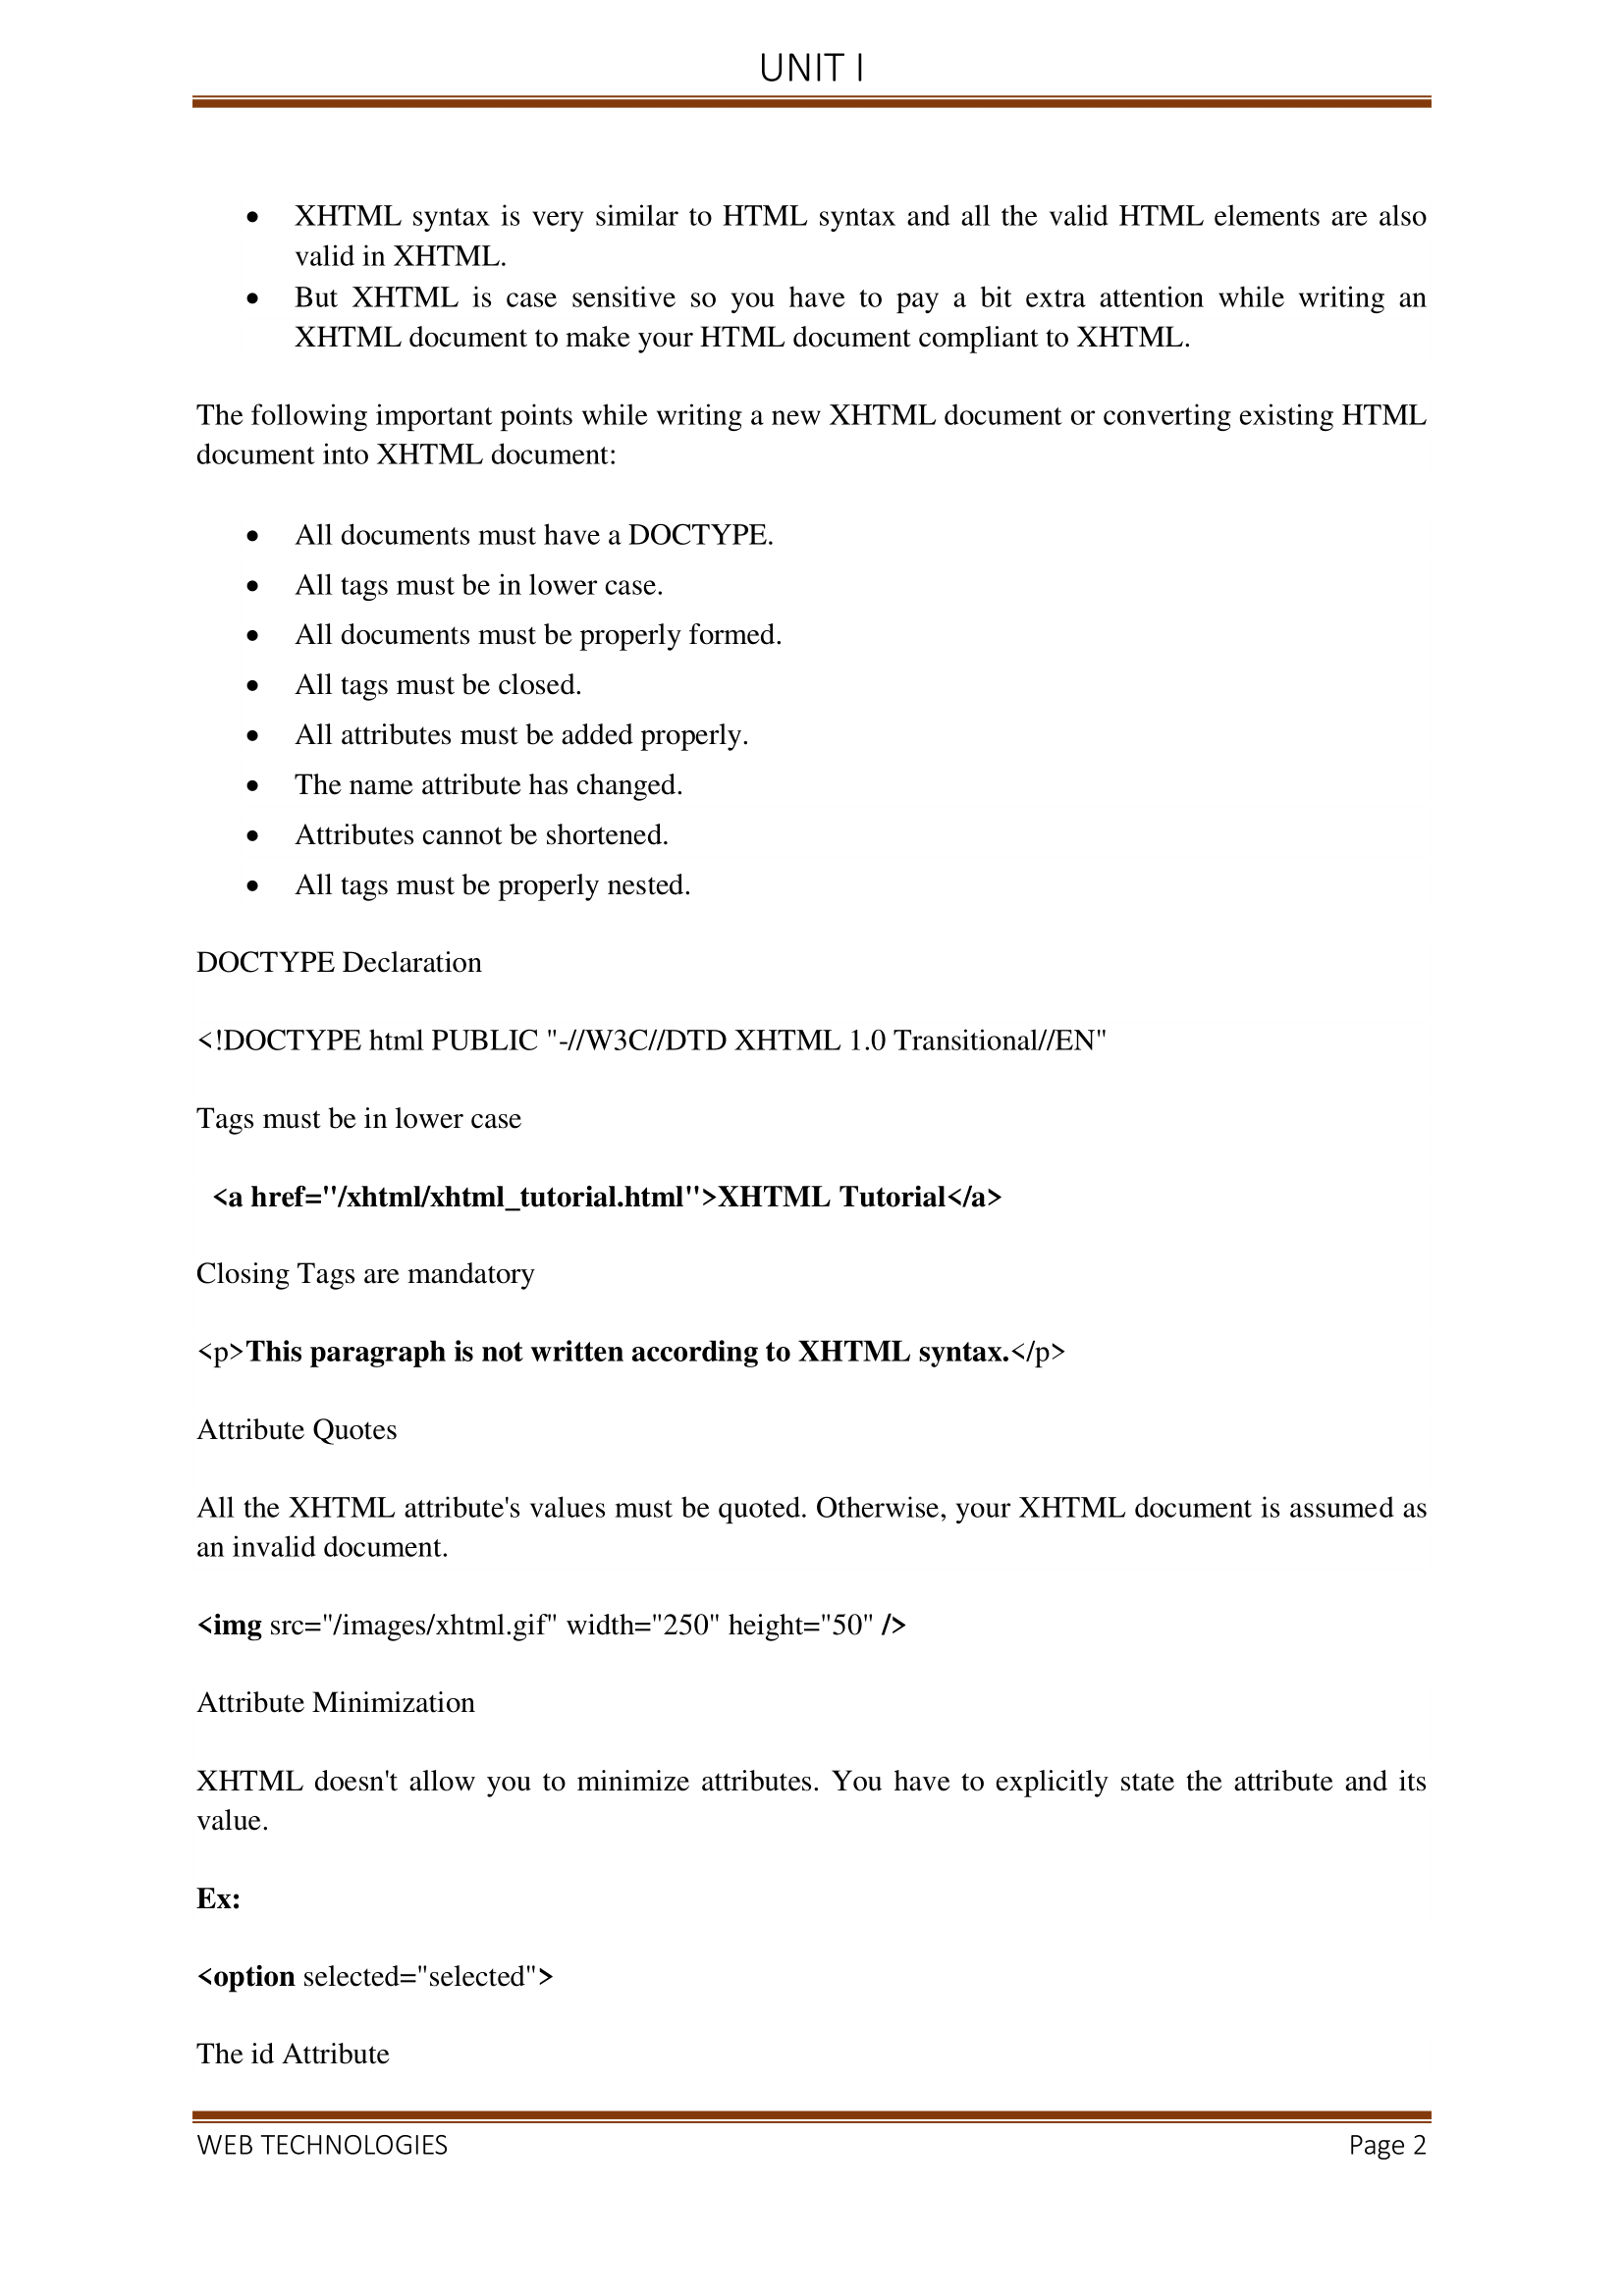 UNIT I
• XHTML syntax is very similar to HTML syntax and all the valid HTML elements are also
valid in XHTML.
• But XHTML is case sensitive so you have to pay a bit extra attention while writing an
XHTML document to make your HTML document compliant to XHTML.
The following important points while writing a new XHTML document or converting existing HTML
document into XHTML document:
• All documents must have a DOCTYPE.
• All tags must be in lower case.
• All documents must be properly formed.
• All tags must be closed.
• All attributes must be added properly.
• The name attribute has changed.
• Attributes cannot be shortened.
• All tags must be properly nested.
DOCTYPE Declaration
<!DOCTYPE html PUBLIC "-//W3C//DTD XHTML 1.0 Transitional//EN"
Tags must be in lower case
<a href="/xhtml/xhtml_tutorial.html">XHTML Tutorial</a>
Closing Tags are mandatory
<p>This paragraph is not written according to XHTML syntax.</p>
Attribute Quotes
All the XHTML attribute's values must be quoted. Otherwise, your XHTML document is assumed as
an invalid document.
<img src="/images/xhtml.gif" width="250" height="50" />
Attribute Minimization
XHTML doesn't allow you to minimize attributes. You have to explicitly state the attribute and its
value.
Ex:
<option selected="selected">
The id Attribute
WEB TECHNOLOGIES Page 2